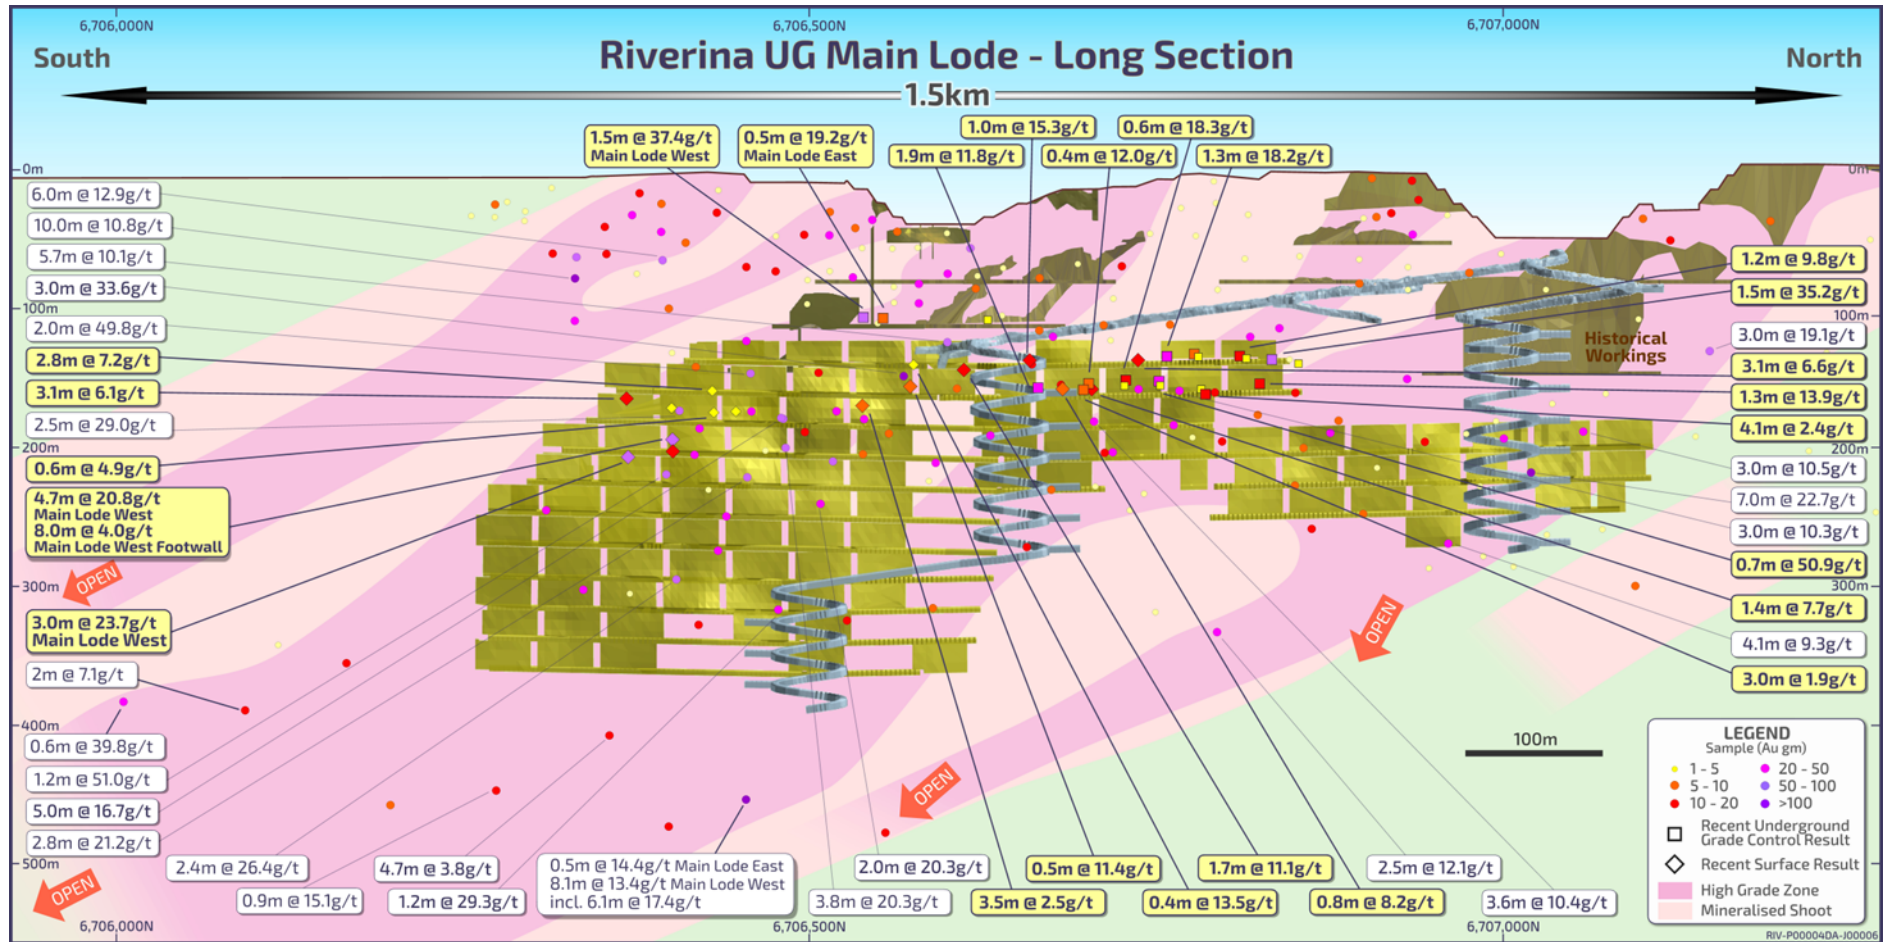 6,706,000N
6,706,500N
6,707,000N
South
Riverina UG Main Lode - Long Section
North
1.5km
1.5m @ 37.4g/t
Main Lode West
0.5m @ 19.2g/t
Main Lode East
1.0m @ 15.3g/t
0.6m @ 18.3g/t
1.9m @ 11.8g/t
0.4m @ 12.0g/t
1.3m @ 18.2g/t
0m
0m
6.0m @ 12.9g/t
10.0m @ 10.8g/t
5.7m @ 10.1g/t
3.0m @ 33.6g/t
100m
2.0m @ 49.8g/t
2.8m @ 7.2g/t
3.1m @ 6.1g/t
2.5m @ 29.0g/t
200m
0.6m @ 4.9g/t
4.7m @ 20.8g/t
Main Lode West
8.0m @ 4.0g/t
Main Lode West Footwall
OPEN
300m
3.0m @ 23.7g/t
Main Lode West
2m @ 7.1g/t
400m
0.6m @ 39.8g/t
1.2m @ 51.0g/t
5.0m @ 16.7g/t
2.8m @ 21.2g/t
500m
OPEN
1.2m @ 9.8g/t
1.5m @ 35.2g/t
100m
3.0m @ 19.1g/t
Historical
Workings
3.1m @ 6.6g/t
1.3m @ 13.9g/t
4.1m @ 2.4g/t
200m
3.0m @ 10.5g/t
7.0m @ 22.7g/t
3.0m @ 10.3g/t
0.7m @ 50.9g/t
300m
1.4m @ 7.7g/t
4.1m @ 9.3g/t
3.0m @ 1.9g/t
OPEN
OPEN
100m
LEGEND
Sample (Au gm)
1 - 5
20 - 50
5 - 10
50 - 100
10 - 20
>100
Recent Underground
Grade Control Result
Recent Surface Result
High Grade Zone
Mineralised Shoot
2.4m @ 26.4g/t
4.7m @ 3.8g/t
0.5m @ 14.4g/t Main Lode East
8.1m @ 13.4g/t Main Lode West
incl. 6.1m @ 17.4g/t
2.0m @ 20.3g/t
0.5m @ 11.4g/t
1.7m @ 11.1g/t
2.5m @ 12.1g/t
0.9m @ 15.1g/t
1.2m @ 29.3g/t
3.8m @ 20.3g/t
3.5m @ 2.5g/t
0.4m @ 13.5g/t
0.8m @ 8.2g/t
3.6m @ 10.4g/t
6,706,000N
6,706,500N
6,707,000N
RIV-P00004DA-J00006